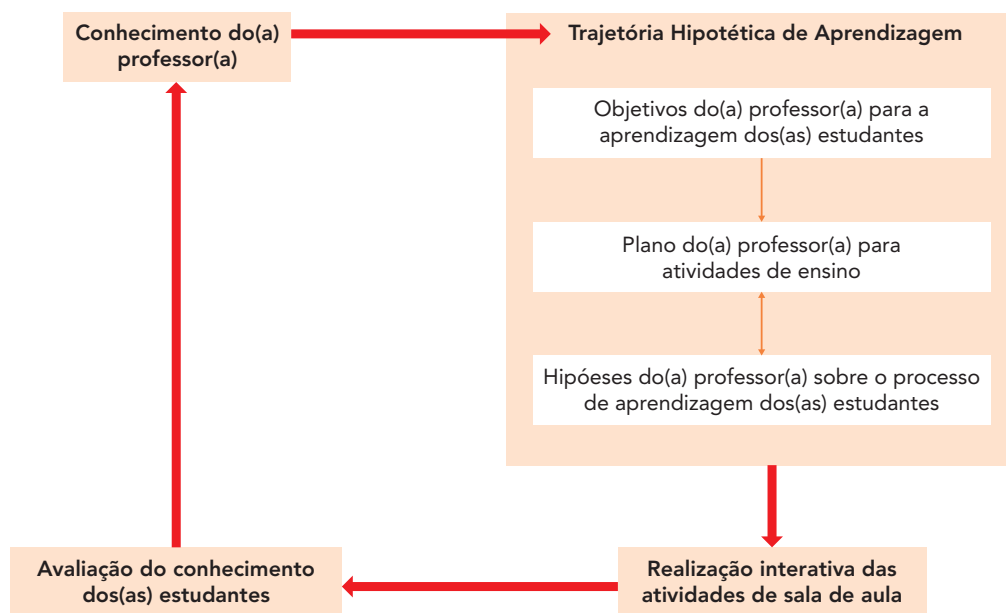 Conhecimento do(a)
professor(a)
Trajetória Hipotética de Aprendizagem
Objetivos do(a) professor(a) para a
aprendizagem dos(as) estudantes
Plano do(a) professor(a) para
atividades de ensino
Hipóeses do(a) professor(a) sobre o processo
de aprendizagem dos(as) estudantes
Avaliação do conhecimento
dos(as) estudantes
Realização interativa das
atividades de sala de aula